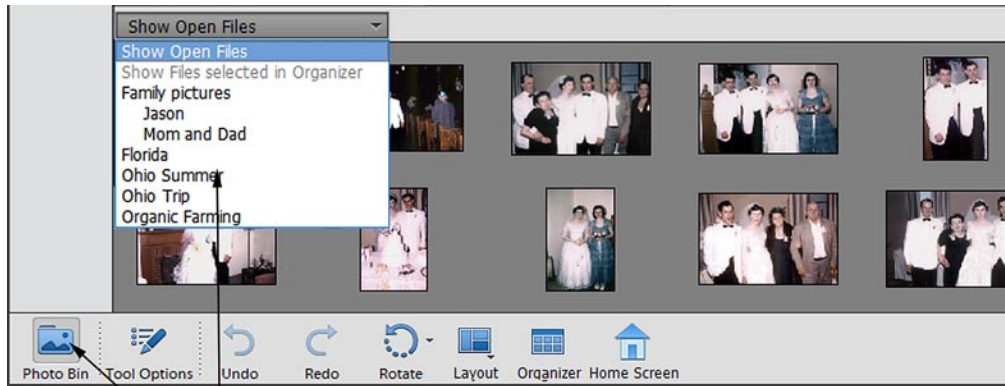 Show Open Files
Show Open Files
Show Files selected in Organizer
Family pictures
Jason
Mom and Dad
Florida
Ohio Summer
Ohio Trip
Organic Farming
Photo Bin Tool Options Undo Redo Rotate Layout Organizer Home Screen